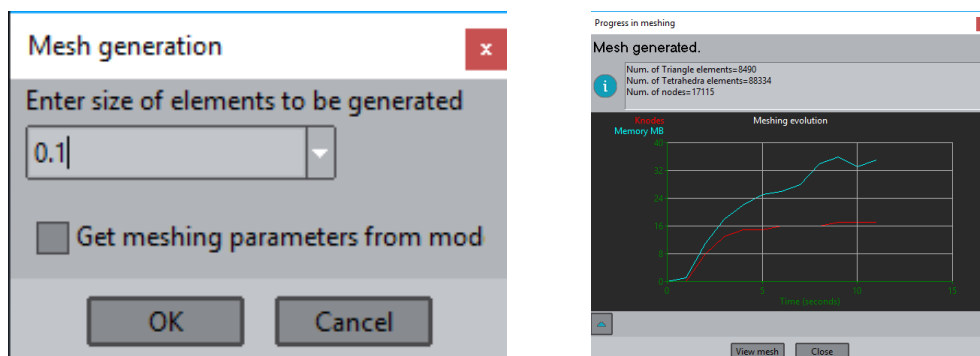 Mesh generation
x
Enter size of elements to be generated
0.1
Get meshing parameters from mod
OK Cancel
Progress in meshing
Mesh generated.
i
Num. of Triangle elements=8490
Num. of Tetrahedra elements=88334
Num. of nodes=17115
Knodes
Meshing evolution
Memory MB
40
32
24
16
8
0
0 5 10 15
Time (seconds)
View mesh Close